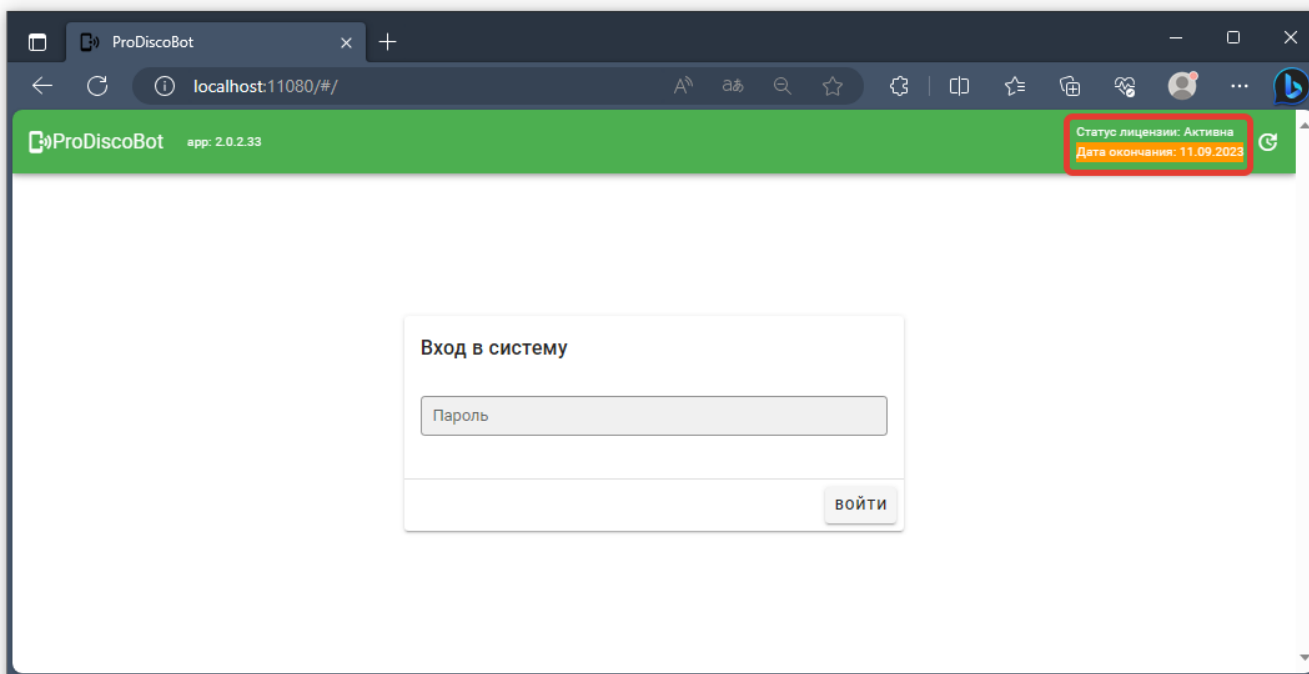 ProDiscoBot
localhost:11080/#/
ProDiscoBot app: 2.0.2.33
Статус лицензии: Активна
Дата окончания: 11.09.2023
Вход в систему
Пароль
ВОЙТИ